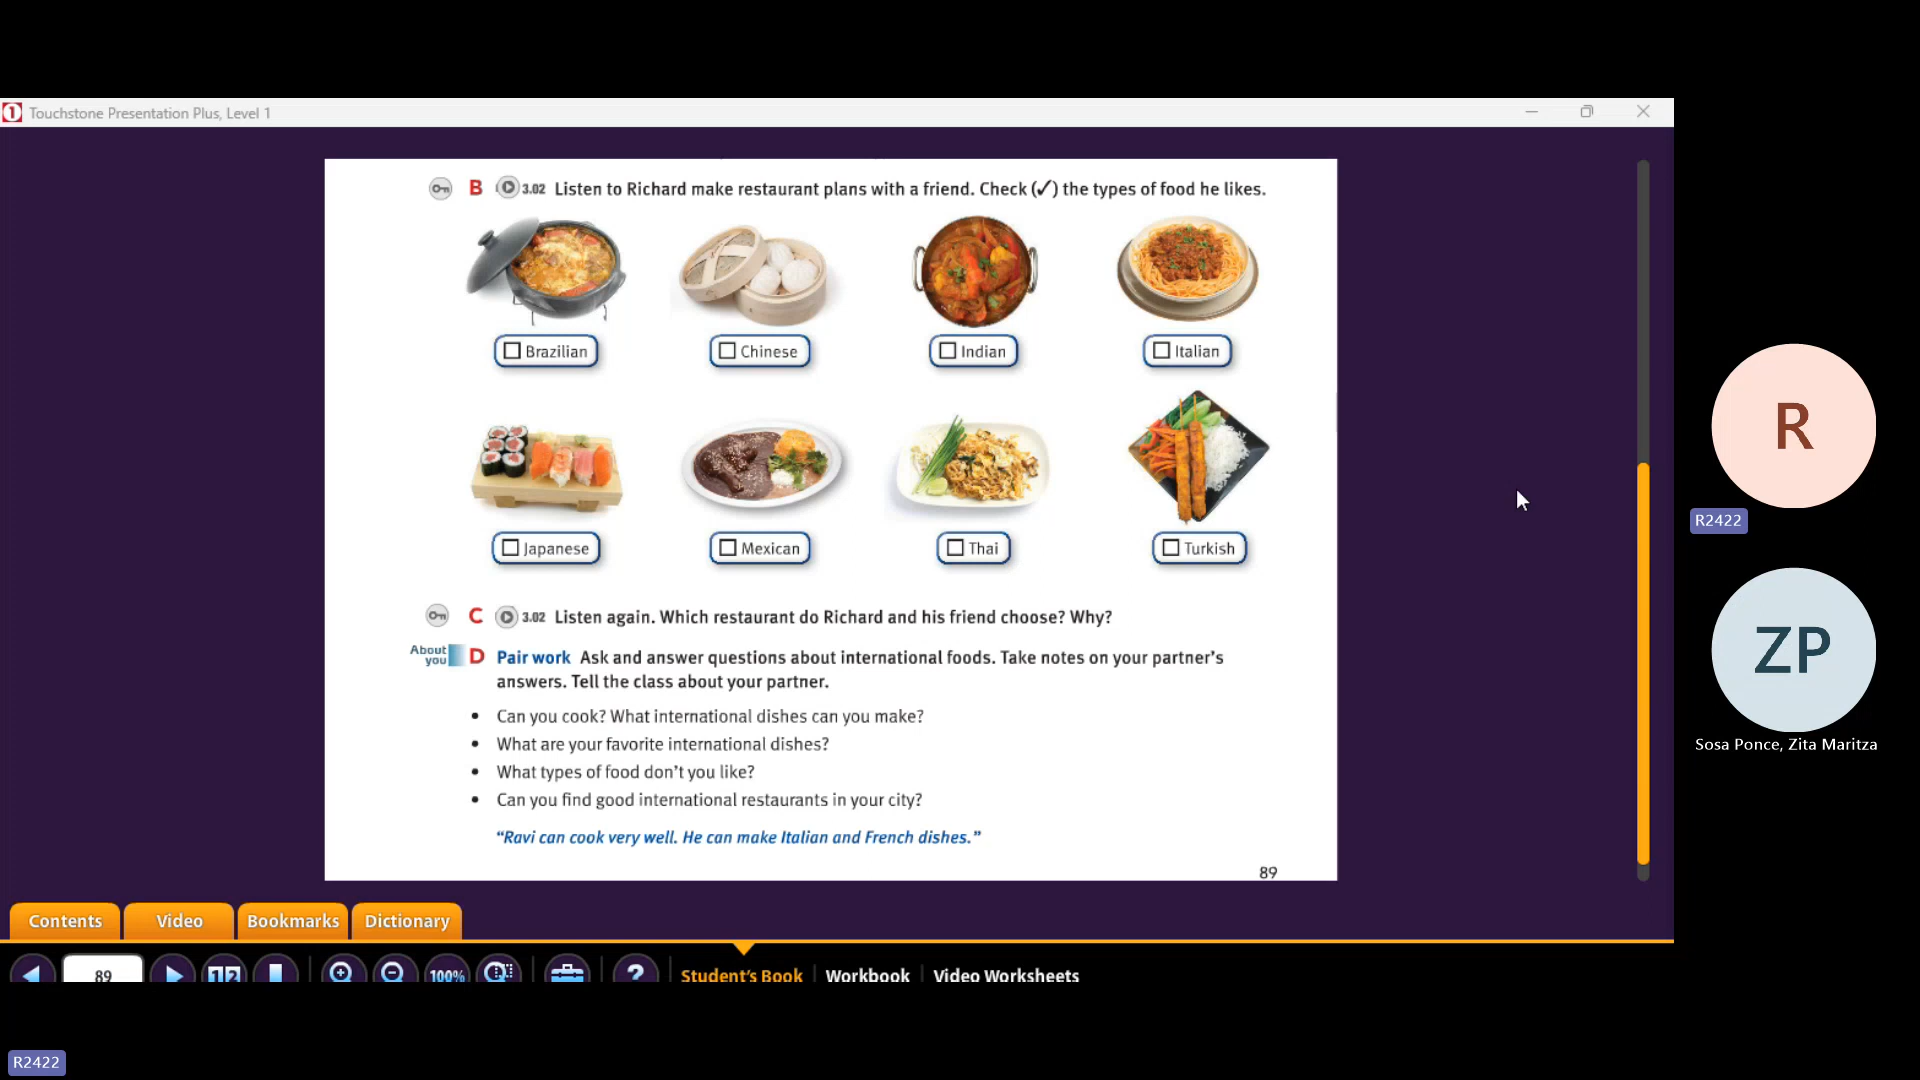 Touchstone Presentation Plus, Level 1
B 3.02 Listen to Richard make restaurant plans with a friend. Check (✓) the types of food he likes.
Brazilian
Chinese
Indian
Italian
Japanese
Mexican
Thai
Turkish
C 3.02 Listen again. Which restaurant do Richard and his friend choose? Why?
About you
D Pair work Ask and answer questions about international foods. Take notes on your partner's
answers. Tell the class about your partner.
• Can you cook? What international dishes can you make?
• What are your favorite international dishes?
• What types of food don't you like?
• Can you find good international restaurants in your city?
"Ravi can cook very well. He can make Italian and French dishes."
89
Contents
Video
Bookmarks
Dictionary
89
12
100%
?
Student's Book
Workbook
Video Worksheets
R
R2422
ZP
Sosa Ponce, Zita Maritza
R2422